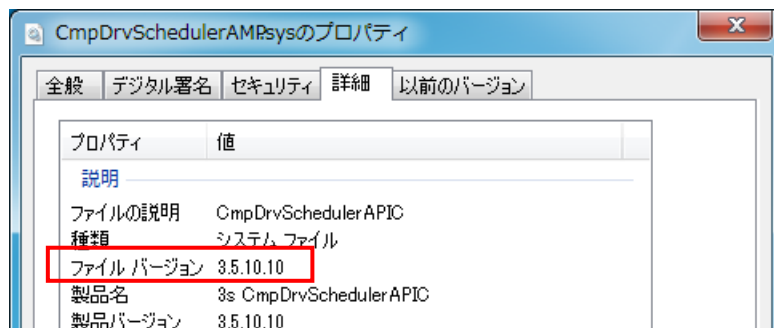 CmpDrvSchedulerAMP.sysのプロパティ
全般 デジタル署名 セキュリティ 詳細 以前のバージョン
プロパティ 値
説明
ファイルの説明 CmpDrvSchedulerAPIC
種類 システム ファイル
ファイル バージョン 3.5.10.10
製品名 3s CmpDrvSchedulerAPIC
製品バージョン 3.5.10.10